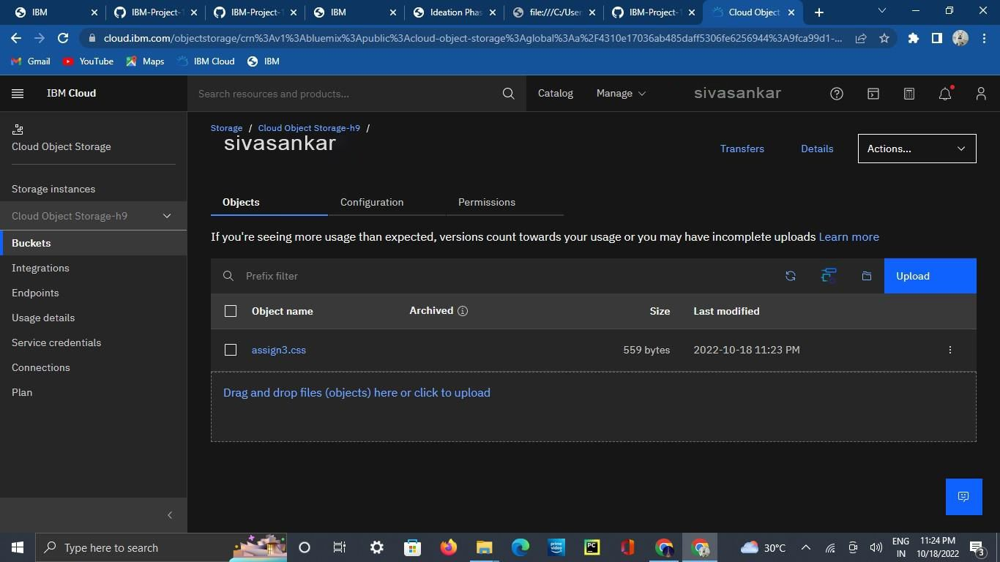 IBM
IBM-Project-1
IBM-Project-1
IBM
Ideation Phas
file:///C:/User
IBM-Project-1
Cloud Object
cloud.ibm.com/objectstorage/crn%3Av1%3Abluemix%3Apublic%3Acloud-object-storage%3Aglobal%3Aa%2F4310e17036ab485daff5306fe6256944%3A9fca99d1-...
Gmail YouTube Maps IBM Cloud IBM
IBM Cloud
Search resources and products...
Catalog
Manage
sivasankar
Cloud Object Storage
Storage instances
Cloud Object Storage-h9
Buckets
Integrations
Endpoints
Usage details
Service credentials
Connections
Plan
Storage / Cloud Object Storage-h9 /
sivasankar
Transfers
Details
Actions...
Objects Configuration Permissions
If you're seeing more usage than expected, versions count towards your usage or you may have incomplete uploads Learn more
Prefix filter
Upload
Object name Archived Size Last modified
assign3.css 559 bytes 2022-10-18 11:23 PM
Drag and drop files (objects) here or click to upload
Type here to search
prime video
PC
30°C
ENG
IN
11:24 PM
10/18/2022
3